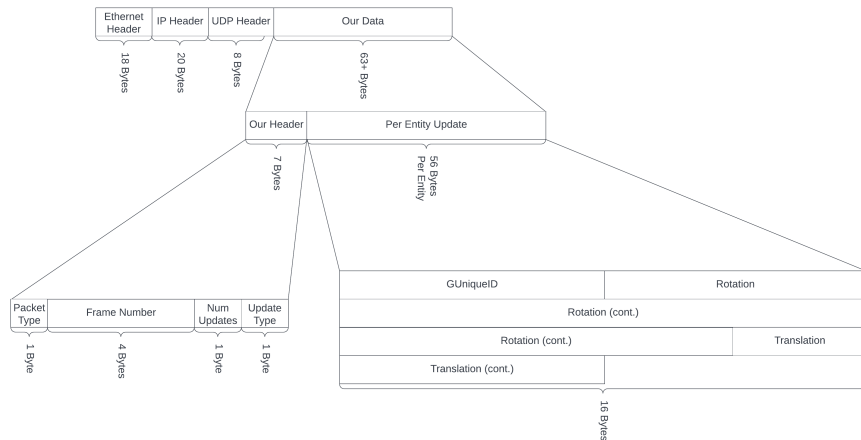 Ethernet
Header
IP Header
UDP Header
Our Data
18 Bytes
20 Bytes
8 Bytes
63+ Bytes
Our Header
Per Entity Update
7 Bytes
56 Bytes
Per Entity
GUniqueID
Rotation
Rotation (cont.)
Rotation (cont.)
Translation
Translation (cont.)
16 Bytes
Packet
Type
Frame Number
Num
Updates
Update
Type
1 Byte
4 Bytes
1 Byte
1 Byte